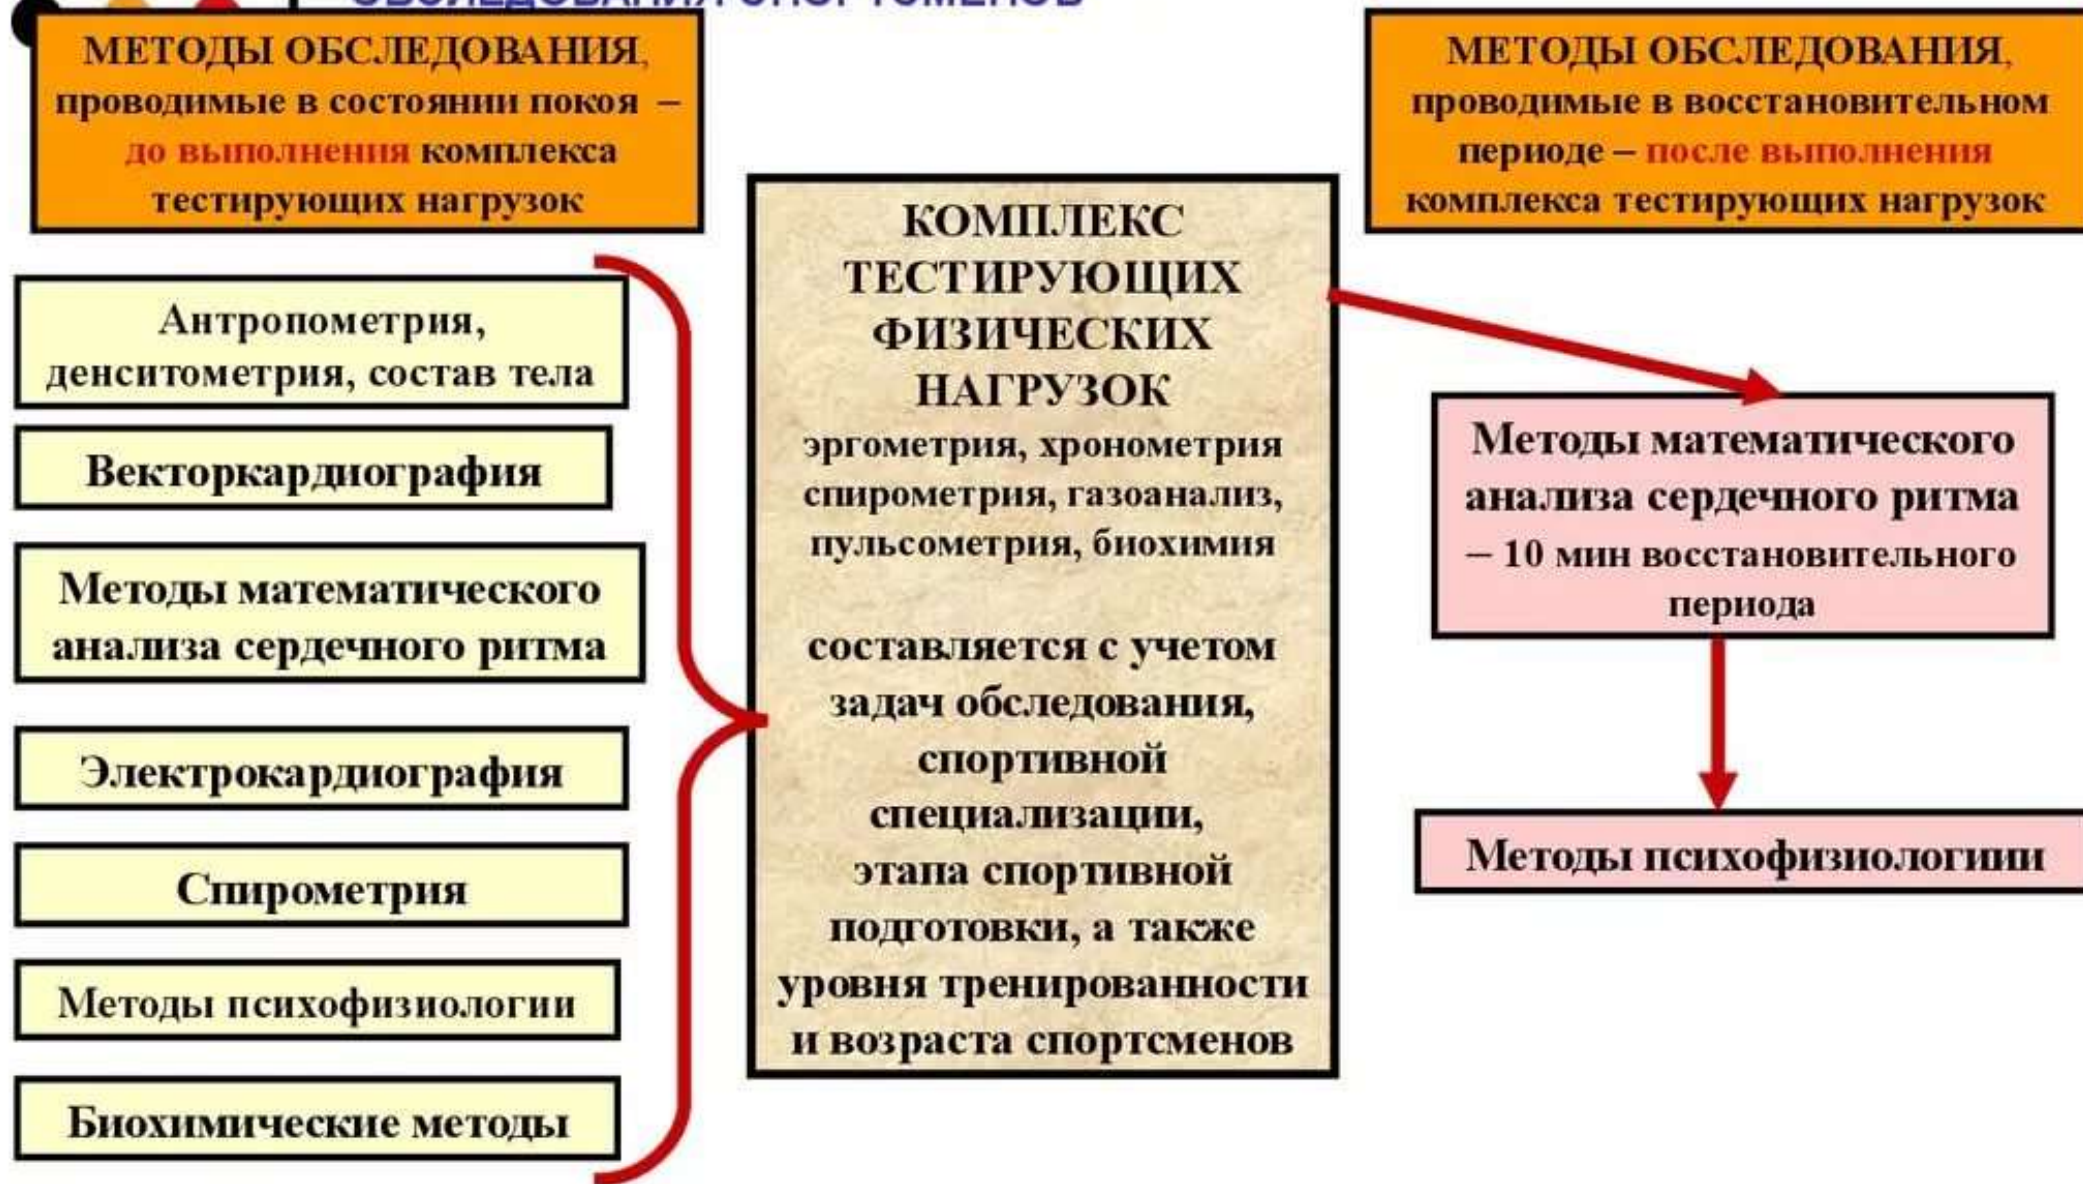 ОБСЛЕДОВАНИЯ СПОРТСМЕНОВ
МЕТОДЫ ОБСЛЕДОВАНИЯ,
проводимые в состоянии покоя –
до выполнения комплекса
тестирующих нагрузок
Антропометрия,
денситометрия, состав тела
Векторкардиография
Методы математического
анализа сердечного ритма
Электрокардиография
Спирометрия
Методы психофизиологии
Биохимические методы
КОМПЛЕКС
ТЕСТИРУЮЩИХ
ФИЗИЧЕСКИХ
НАГРУЗОК
эргометрия, хронометрия
спирометрия, газоанализ,
пульсометрия, биохимия
составляется с учетом
задач обследования,
спортивной
специализации,
этапа спортивной
подготовки, а также
уровня тренированности
и возраста спортсменов
МЕТОДЫ ОБСЛЕДОВАНИЯ,
проводимые в восстановительном
периоде – после выполнения
комплекса тестирующих нагрузок
Методы математического
анализа сердечного ритма
– 10 мин восстановительного
периода
Методы психофизиологиии